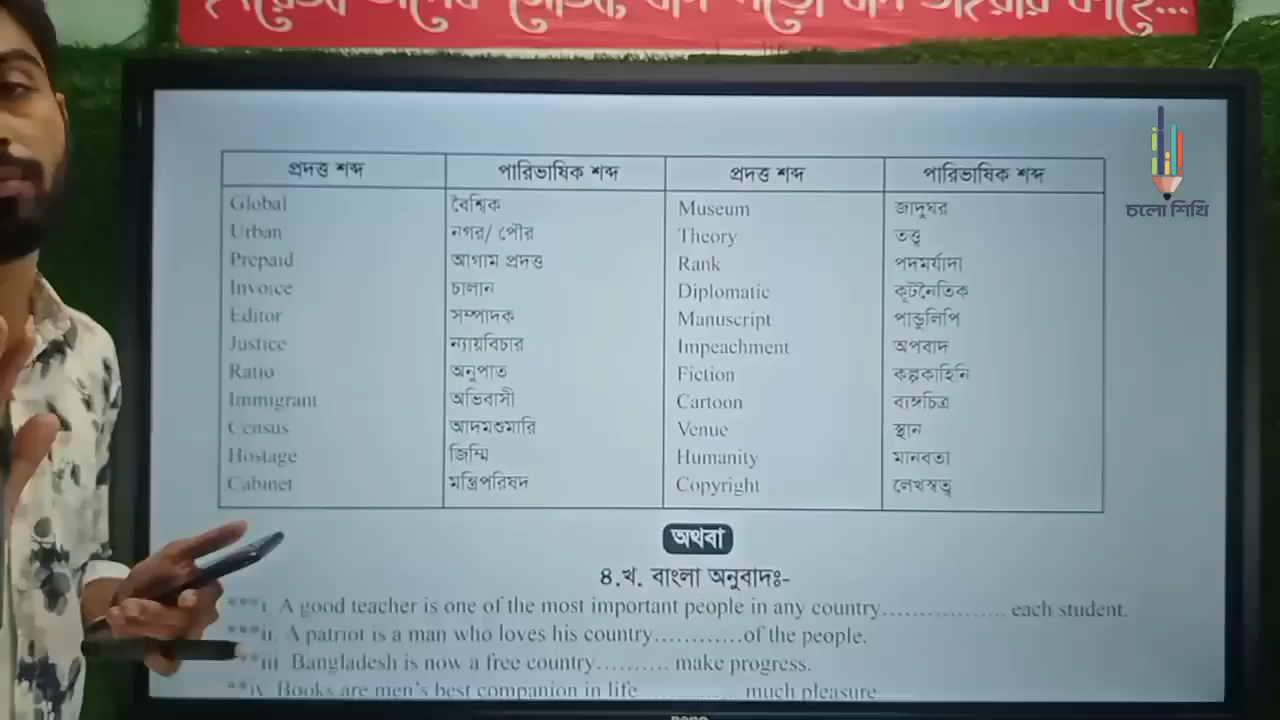 প্রদত্ত শব্দ পারিভাষিক শব্দ প্রদত্ত শব্দ পারিভাষিক শব্দ
Global বৈশ্বিক Museum জাদুঘর
Urban নগর/ পৌর Theory তত্ত্ব
Prepaid আগাম প্রদত্ত Rank পদমর্যাদা
Invoice চালান Diplomatic কূটনৈতিক
Editor সম্পাদক Manuscript পান্ডুলিপি
Justice ন্যায়বিচার Impeachment অপবাদ
Ratio অনুপাত Fiction কল্পকাহিনি
Immigrant অভিবাসী Cartoon ব্যঙ্গচিত্র
Census আদমশুমারি Venue স্থান
Hostage জিম্মি Humanity মানবতা
Cabinet মন্ত্রিপরিষদ Copyright লেখস্বত্ব
চলো শিখি
অথবা
৪.খ. বাংলা অনুবাদঃ-
***i. A good teacher is one of the most important people in any country................ each student.
***ii. A patriot is a man who loves his country............of the people.
**iii. Bangladesh is now a free country.......... make progress.
**iv. Books are men's best companion in life .............. much pleasure